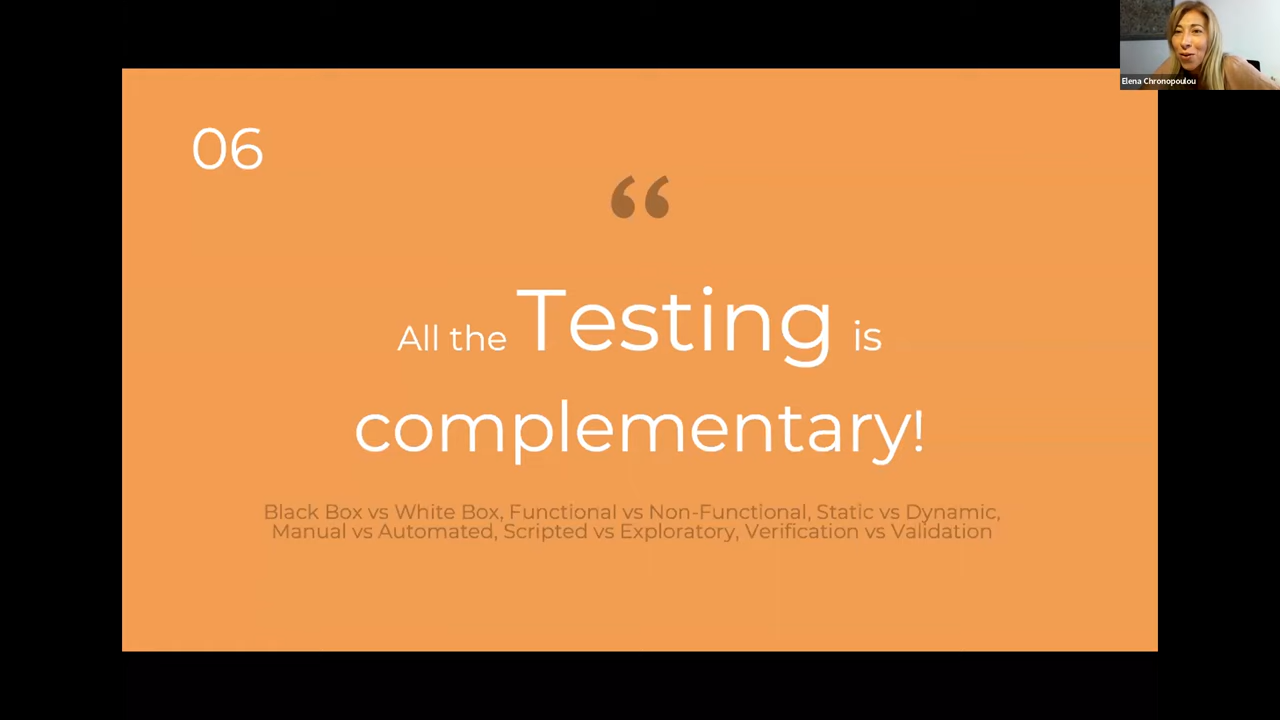 Elena Chronopoulou
06
“
All the Testing is
complementary!
Black Box vs White Box, Functional vs Non-Functional, Static vs Dynamic,
Manual vs Automated, Scripted vs Exploratory, Verification vs Validation